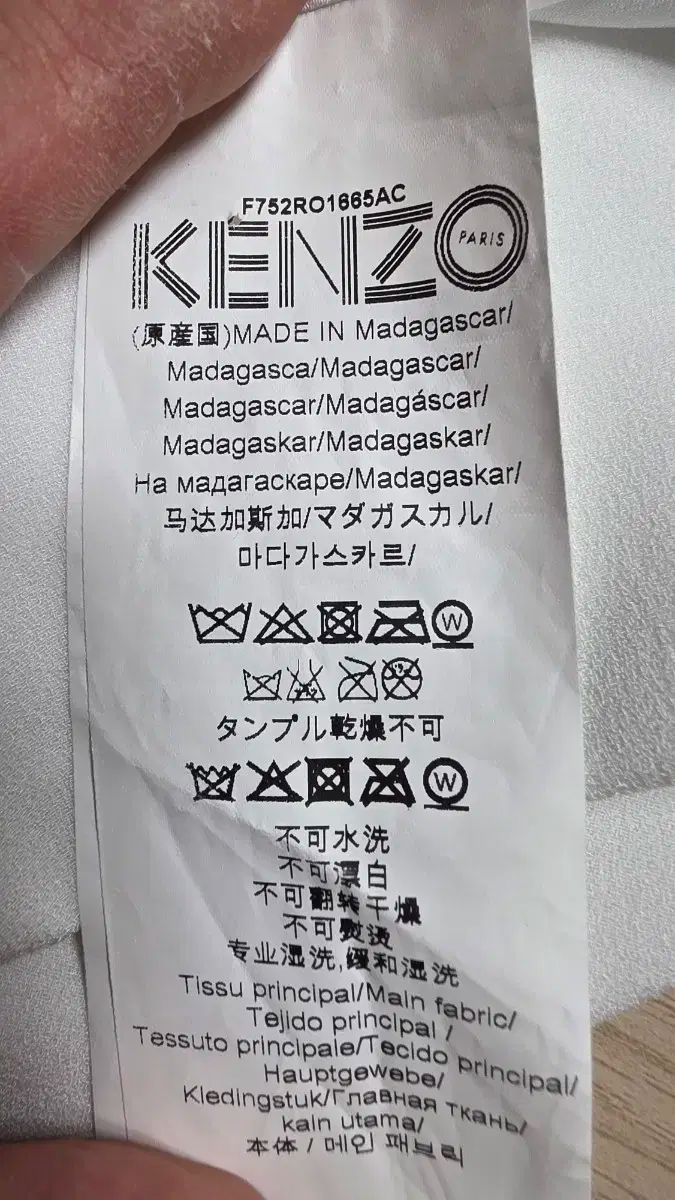 F752RO1665AC
KENZO PARIS
(原産国)MADE IN Madagascar/
Madagasca/Madagascar/
Madagascar/Madagáscar/
Madagaskar/Madagaskar/
На мадагаскаре/Madagaskar/
马达加斯加/マダガスカル/
마다가스카르/
W
タンプル乾燥不可
W
不可水洗
不可漂白
不可翻转干燥
不可熨烫
专业湿洗,缓和湿洗
Tissu principal/Main fabric/
Tejido principal /
Tessuto principale/Tecido principal/
Hauptgewebe/
Kledingstuk/Главная ткань/
kain utama/
本体 / 메인 패브릭